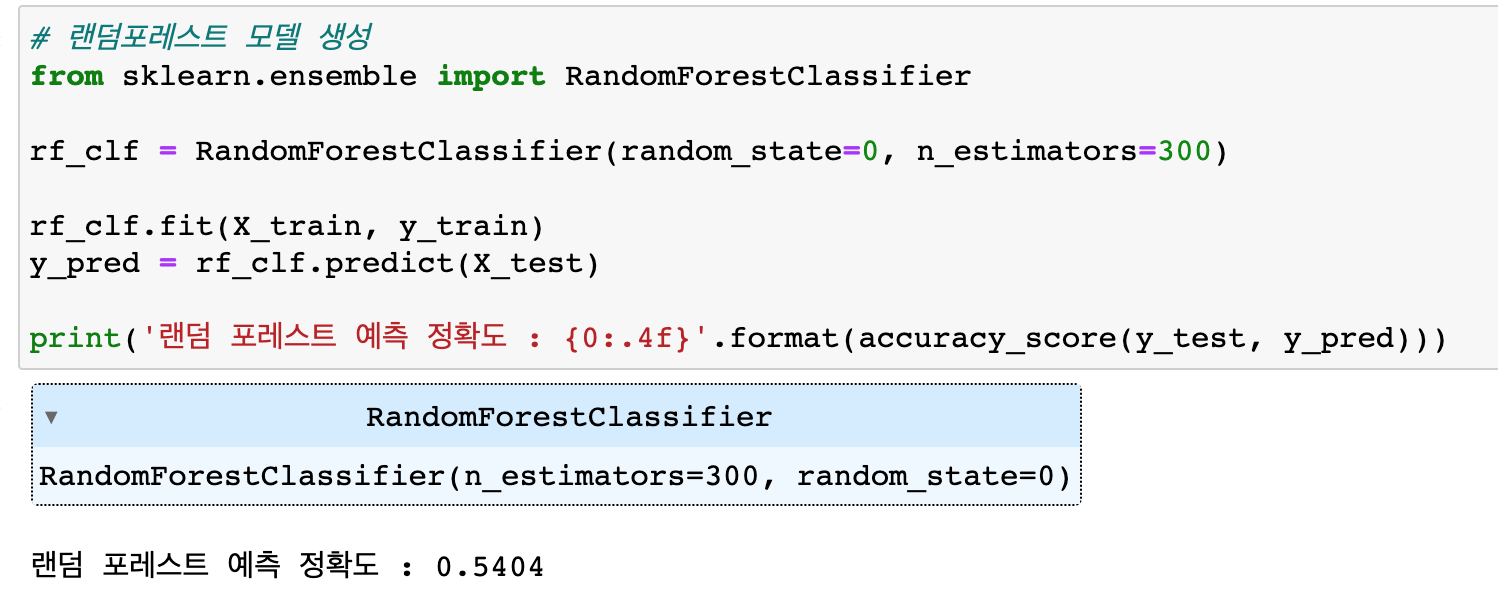 # 랜덤포레스트 모델 생성
from sklearn.ensemble import RandomForestClassifier
rf_clf = RandomForestClassifier(random_state=0, n_estimators=300)
rf_clf.fit(X_train, y_train)
y_pred = rf_clf.predict(X_test)
print('랜덤 포레스트 예측 정확도 : {0:.4f}'.format(accuracy_score(y_test, y_pred)))
▼ RandomForestClassifier
RandomForestClassifier(n_estimators=300, random_state=0)
랜덤 포레스트 예측 정확도 : 0.5404